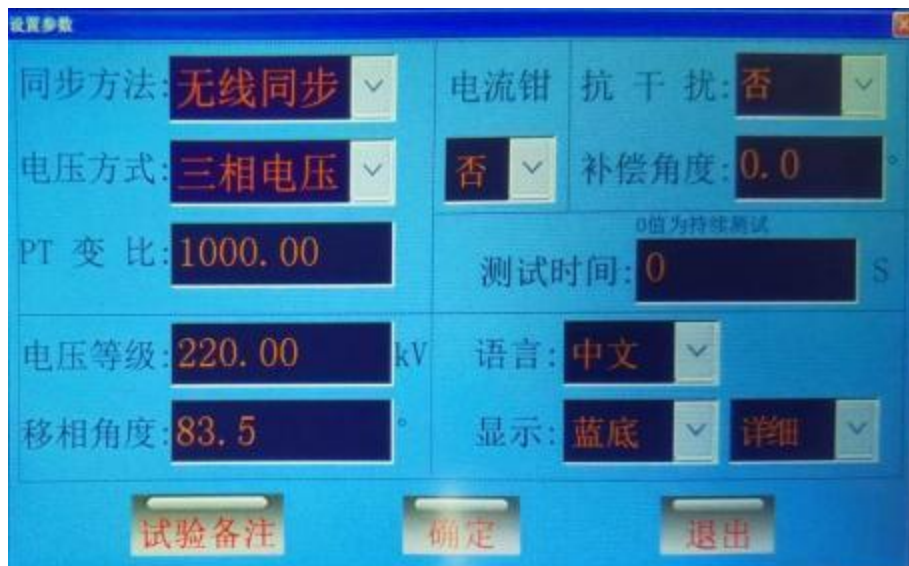 设置参数
同步方法:无线同步
电流钳
抗干扰:否
电压方式:三相电压
否
补偿角度:0.0°
PT变比:1000.00
0值为持续测试
测试时间:0 S
电压等级:220.00 kV
语言:中文
移相角度:83.5°
显示:蓝底 详细
试验备注 确定 退出